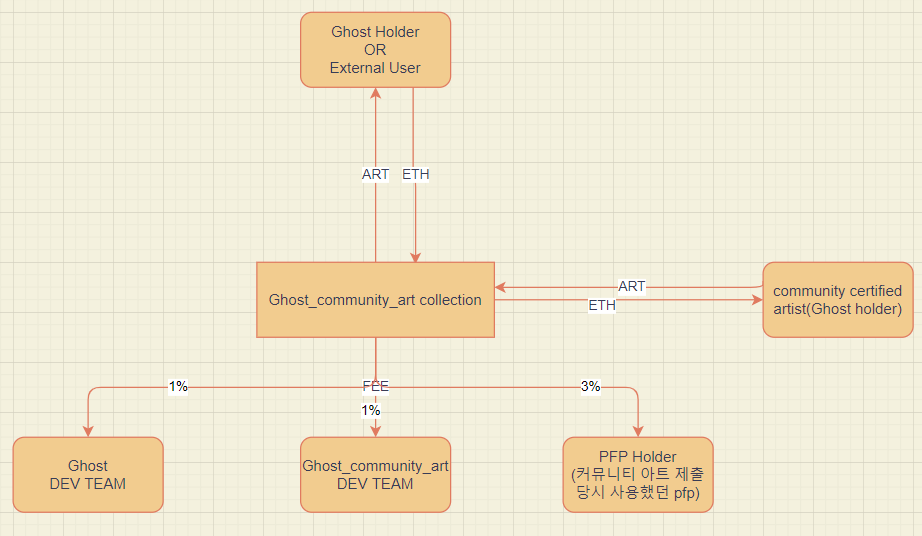 Ghost Holder
OR
External User
ART
ETH
Ghost_community_art collection
ART
ETH
community certified
artist(Ghost holder)
1%
FEE
3%
1%
Ghost
DEV TEAM
Ghost_community_art
DEV TEAM
PFP Holder
(커뮤니티 아트 제출
당시 사용했던 pfp)